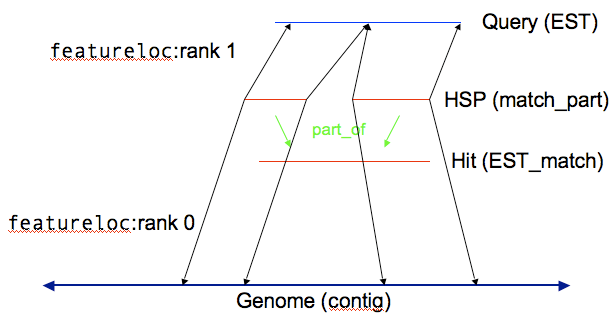 Query (EST)
featureloc:rank 1
HSP (match_part)
part_of
Hit (EST_match)
featureloc:rank 0
Genome (contig)